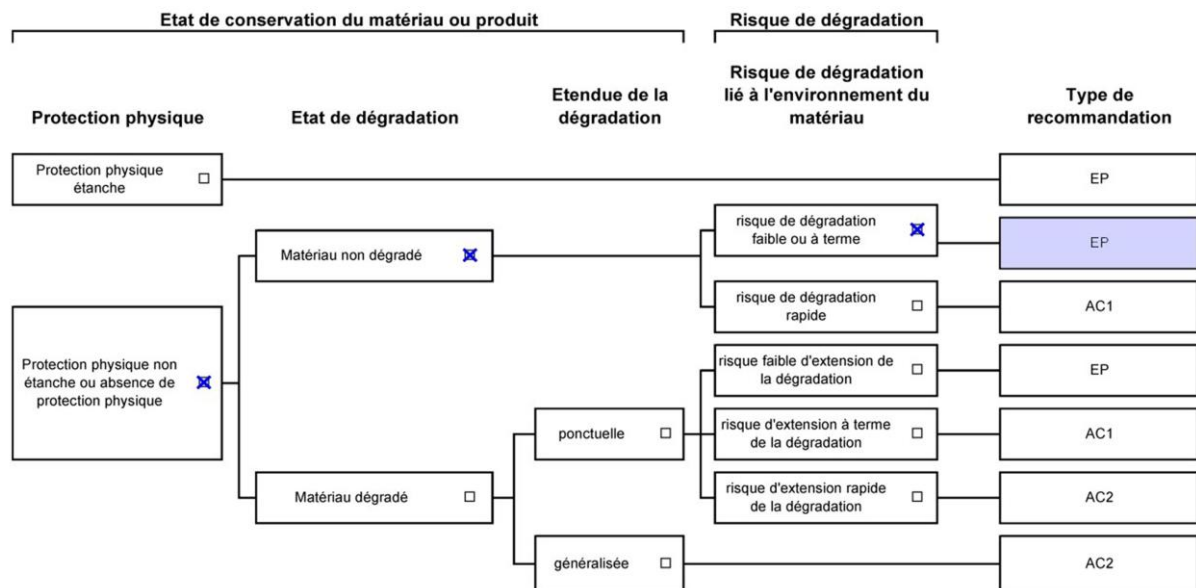 Etat de conservation du matériau ou produit
Risque de dégradation
Protection physique
Etat de dégradation
Etendue de la
dégradation
Risque de dégradation
lié à l'environnement du
matériau
Type de
recommandation
Protection physique
étanche
EP
risque de dégradation
faible ou à terme
EP
Matériau non dégradé
risque de dégradation
rapide
AC1
Protection physique non
étanche ou absence de
protection physique
risque faible d'extension de
la dégradation
EP
ponctuelle
risque d'extension à terme
de la dégradation
AC1
Matériau dégradé
risque d'extension rapide
de la dégradation
AC2
généralisée
AC2